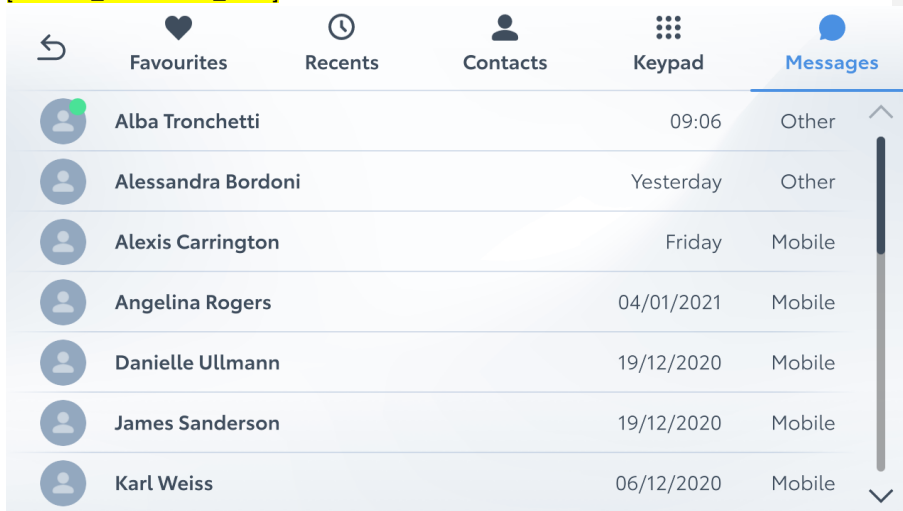 Favourites Recents Contacts Keypad Messages
Alba Tronchetti 09:06 Other
Alessandra Bordoni Yesterday Other
Alexis Carrington Friday Mobile
Angelina Rogers 04/01/2021 Mobile
Danielle Ullmann 19/12/2020 Mobile
James Sanderson 19/12/2020 Mobile
Karl Weiss 06/12/2020 Mobile